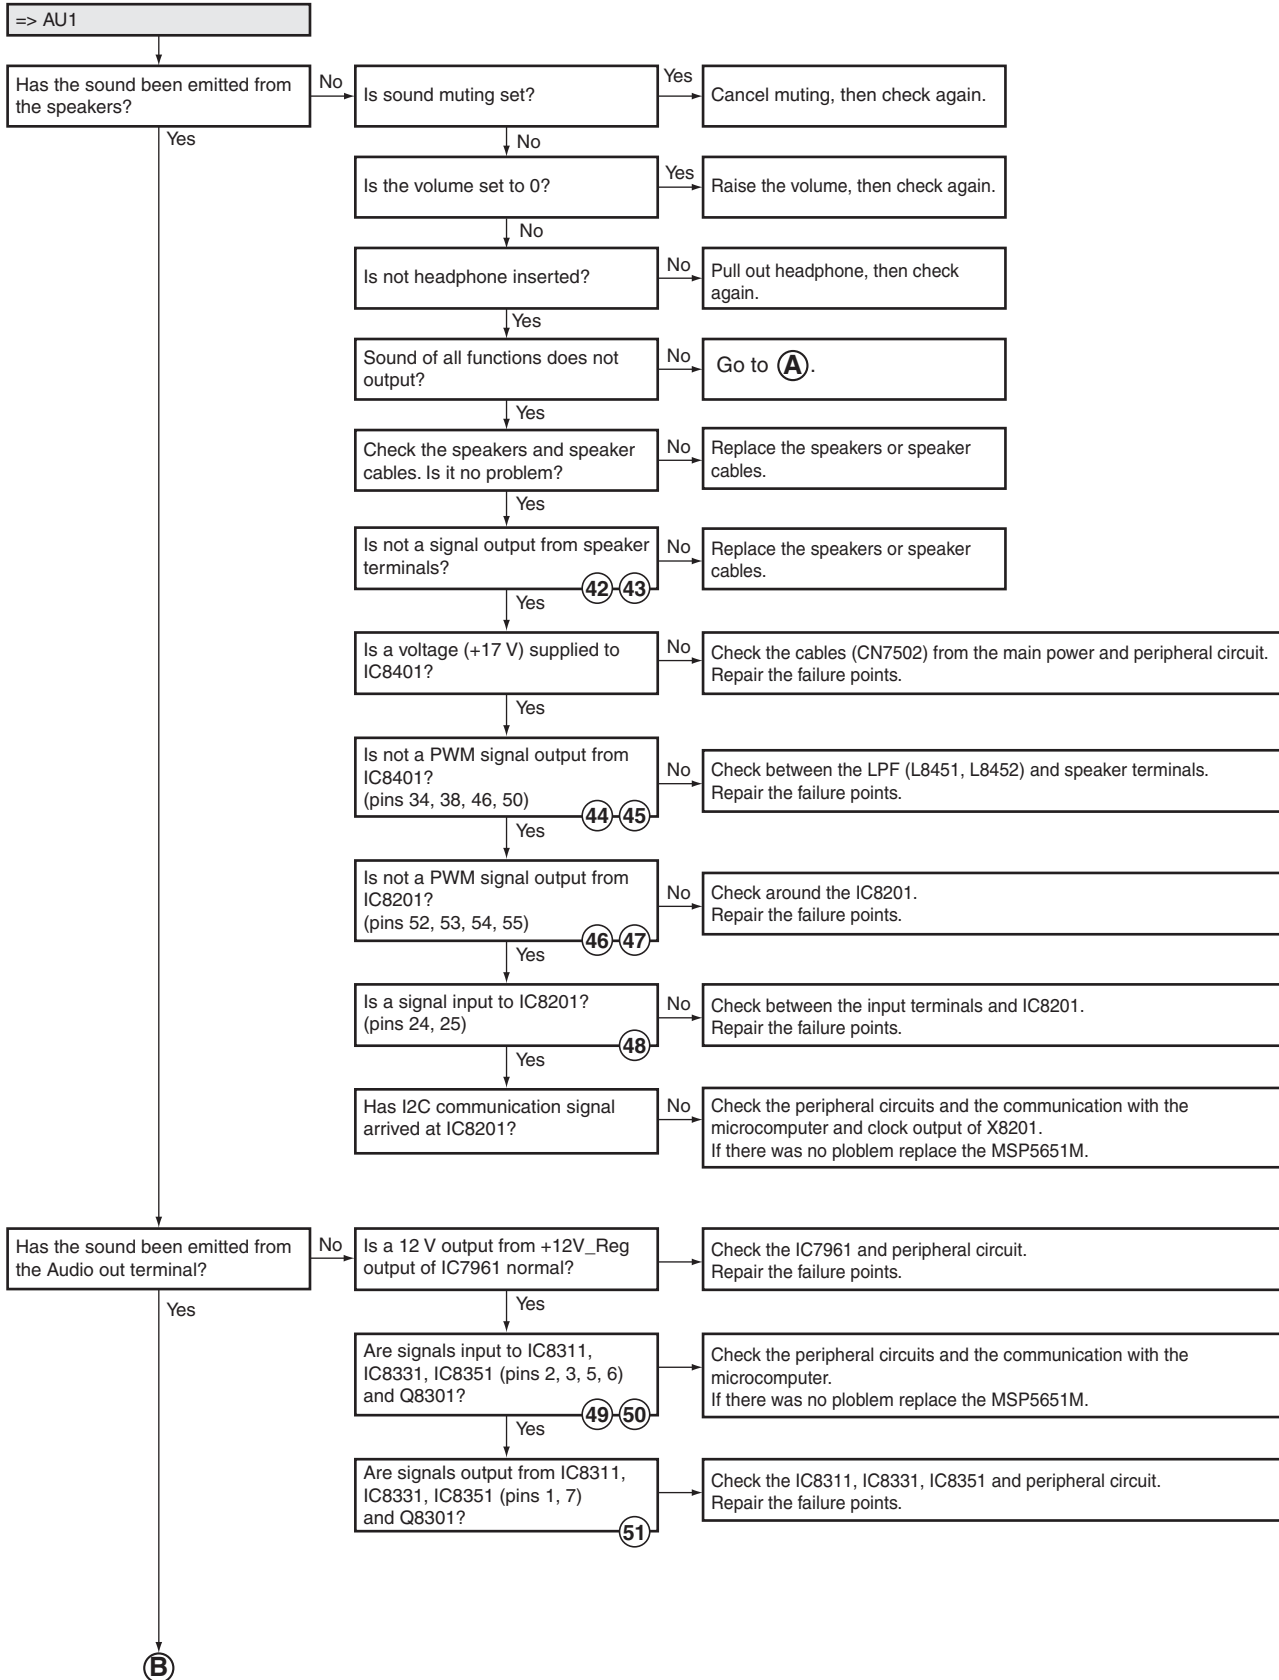 => AU1
Has the sound been emitted from
the speakers?
No
Is sound muting set?
Yes
Cancel muting, then check again.
Yes
No
Is the volume set to 0?
Yes
Raise the volume, then check again.
No
Is not headphone inserted?
No
Pull out headphone, then check
again.
Yes
Sound of all functions does not
output?
No
Go to A.
Yes
Check the speakers and speaker
cables. Is it no problem?
No
Replace the speakers or speaker
cables.
Yes
Is not a signal output from speaker
terminals?
42 43
No
Replace the speakers or speaker
cables.
Yes
Is a voltage (+17 V) supplied to
IC8401?
No
Check the cables (CN7502) from the main power and peripheral circuit.
Repair the failure points.
Yes
Is not a PWM signal output from
IC8401?
(pins 34, 38, 46, 50)
44 45
No
Check between the LPF (L8451, L8452) and speaker terminals.
Repair the failure points.
Yes
Is not a PWM signal output from
IC8201?
(pins 52, 53, 54, 55)
46 47
No
Check around the IC8201.
Repair the failure points.
Yes
Is a signal input to IC8201?
(pins 24, 25)
48
No
Check between the input terminals and IC8201.
Repair the failure points.
Yes
Has I2C communication signal
arrived at IC8201?
No
Check the peripheral circuits and the communication with the
microcomputer and clock output of X8201.
If there was no ploblem replace the MSP5651M.
Has the sound been emitted from
the Audio out terminal?
No
Is a 12 V output from +12V_Reg
output of IC7961 normal?
Check the IC7961 and peripheral circuit.
Repair the failure points.
Yes
Yes
Are signals input to IC8311,
IC8331, IC8351 (pins 2, 3, 5, 6)
and Q8301?
49 50
Check the peripheral circuits and the communication with the
microcomputer.
If there was no ploblem replace the MSP5651M.
Yes
Are signals output from IC8311,
IC8331, IC8351 (pins 1, 7)
and Q8301?
51
Check the IC8311, IC8331, IC8351 and peripheral circuit.
Repair the failure points.
B